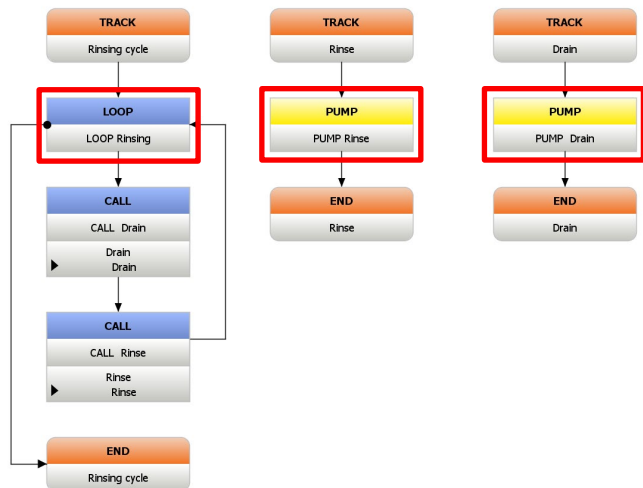 TRACK
Rinsing cycle
LOOP
LOOP Rinsing
CALL
CALL Drain
Drain
Drain
CALL
CALL Rinse
Rinse
Rinse
END
Rinsing cycle
TRACK
Rinse
PUMP
PUMP Rinse
END
Rinse
TRACK
Drain
PUMP
PUMP Drain
END
Drain